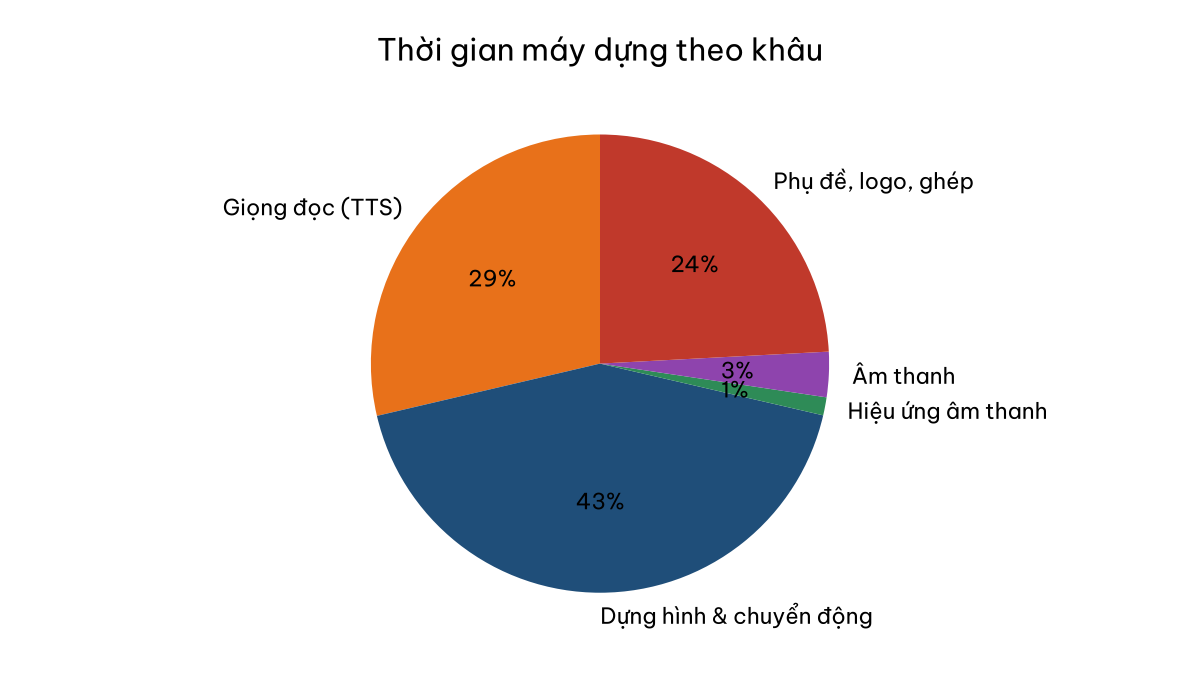 Thời gian máy dựng theo khâu
Phụ đề, logo, ghép
Giọng đọc (TTS)
24%
29%
3%
Âm thanh
1%
Hiệu ứng âm thanh
43%
Dựng hình & chuyển động